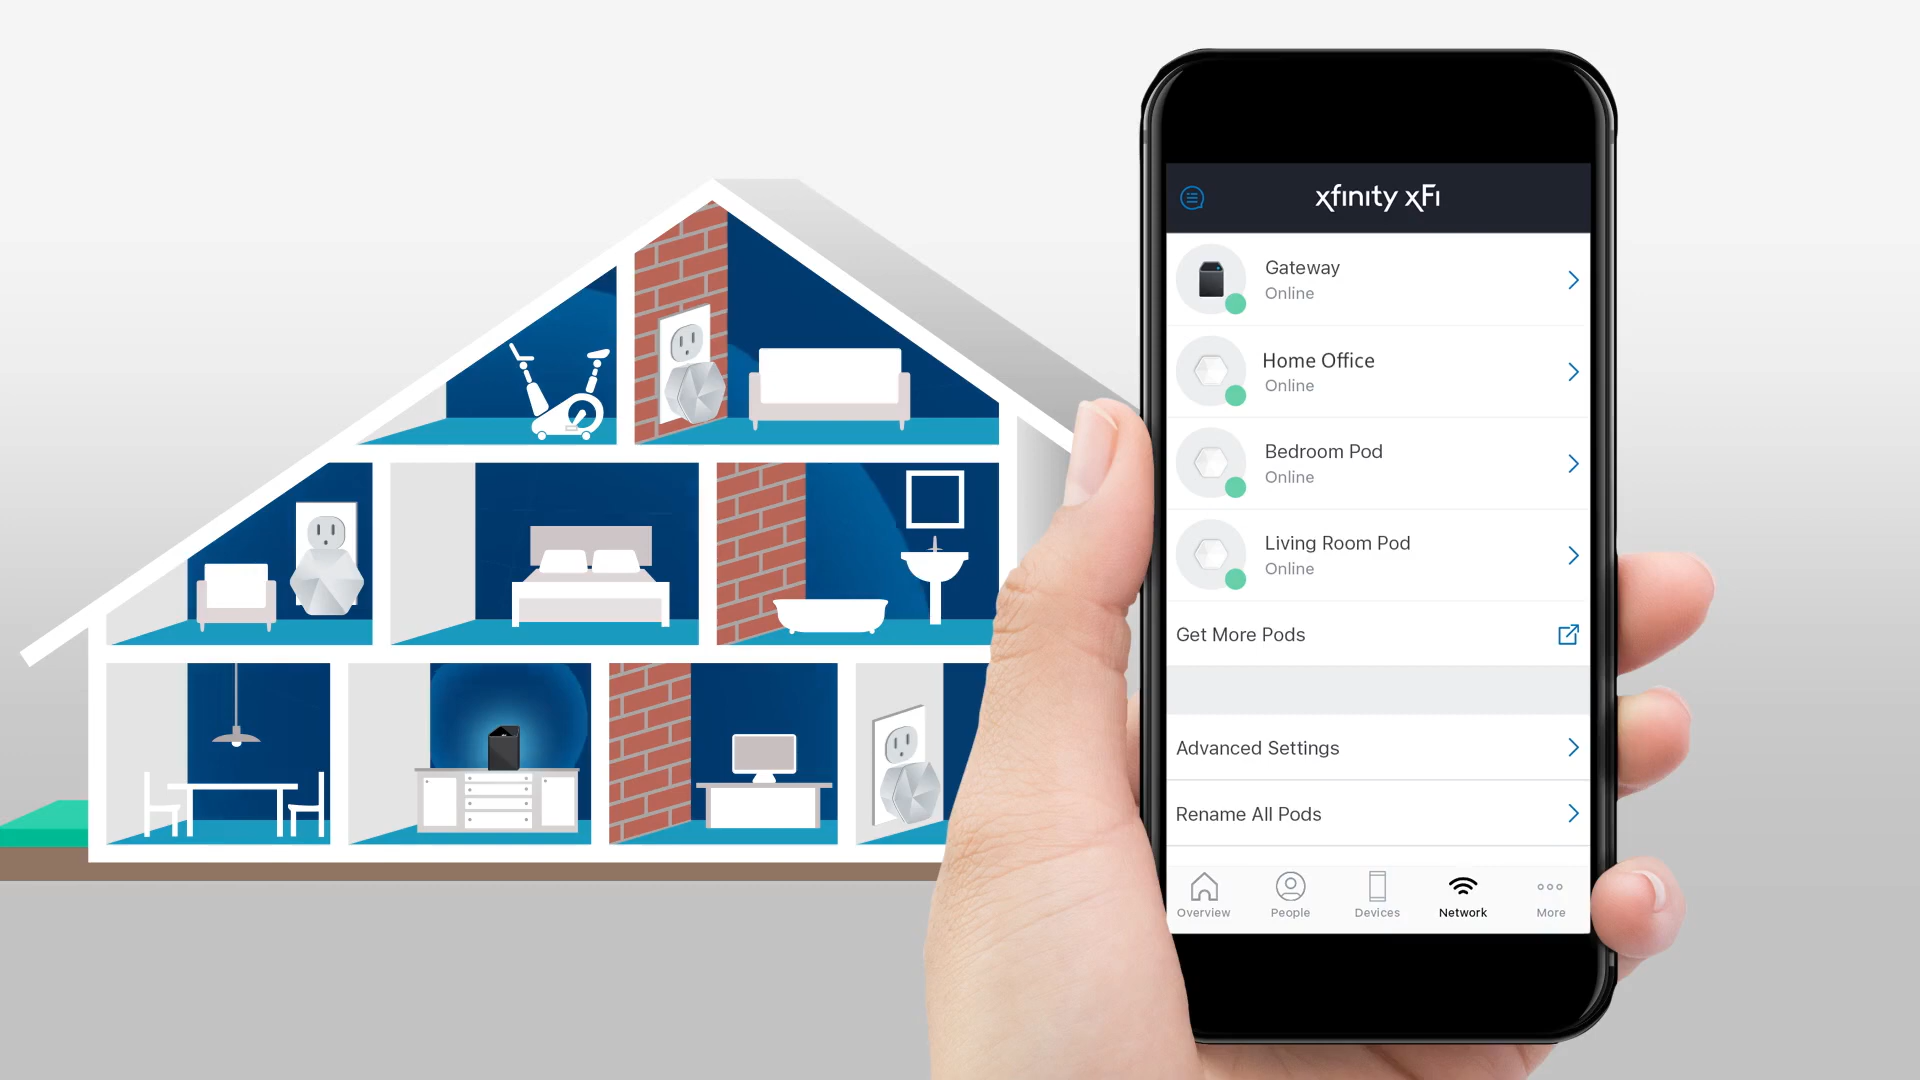 xfinity xFi
Gateway
Online
Home Office
Online
Bedroom Pod
Online
Living Room Pod
Online
Get More Pods
Advanced Settings
Rename All Pods
Overview People Devices Network More